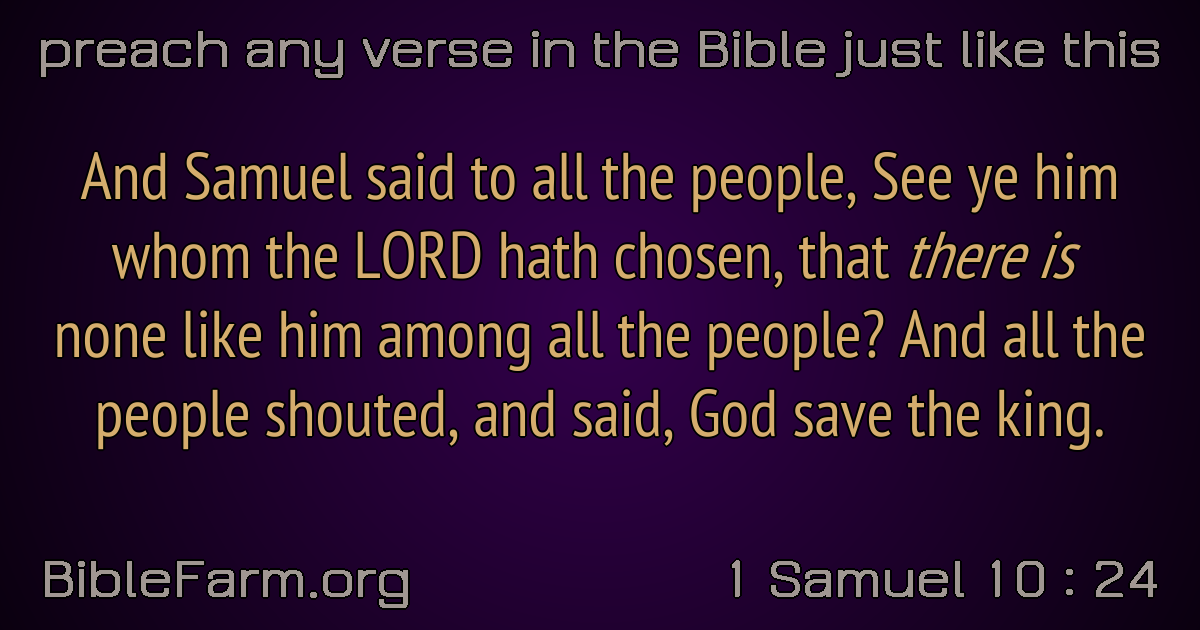 preach any verse in the Bible just like this
And Samuel said to all the people, See ye him
whom the LORD hath chosen, that there is
none like him among all the people? And all the
people shouted, and said, God save the king.
BibleFarm.org
1 Samuel 10 : 24